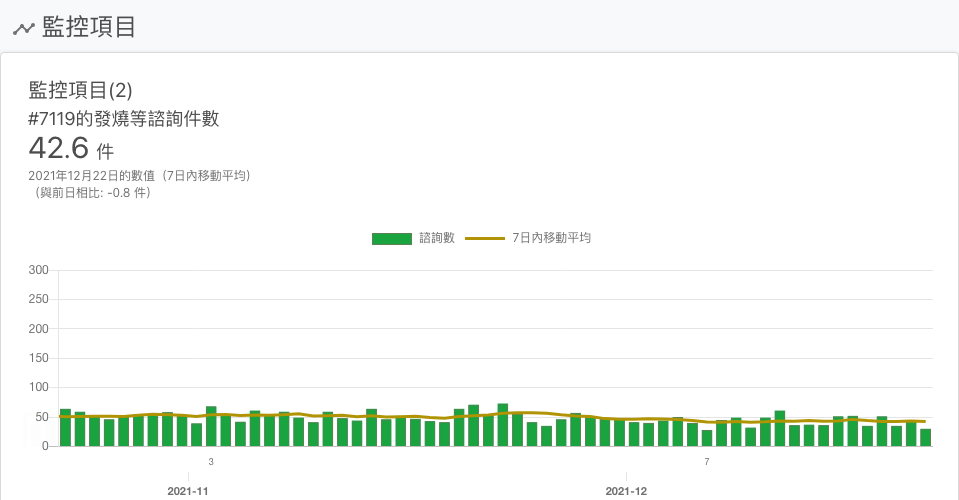 監控項目
監控項目(2)
#7119的發燒等諮詢件數
42.6 件
2021年12月22日的數值（7日內移動平均）
（與前日相比: -0.8 件）
諮詢數 7日內移動平均
300
250
200
150
100
50
0
3 7
2021-11 2021-12